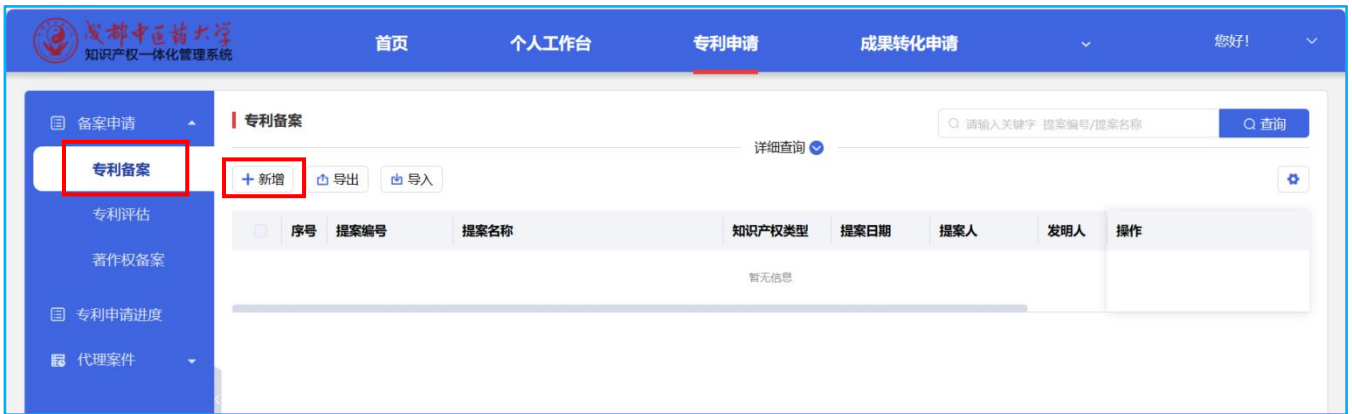 成都中医药大学
知识产权一体化管理系统
首页 个人工作台 专利申请 成果转化申请 您好！
备案申请
专利备案
专利评估
著作权备案
专利申请进度
代理案件
专利备案
请输入关键字 提案编号/提案名称 查询
详细查询
新增 导出 导入
序号 提案编号 提案名称 知识产权类型 提案日期 提案人 发明人 操作
暂无信息